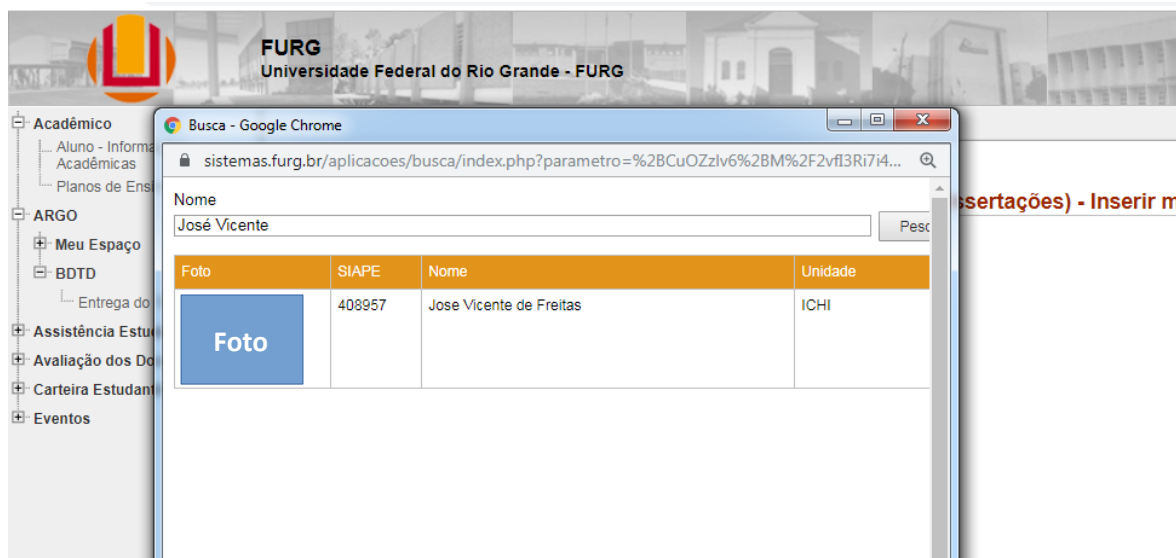 FURG
Universidade Federal do Rio Grande - FURG
Acadêmico
Aluno - Informa
Acadêmicas
Planos de Ensi
ARGO
Meu Espaço
BDTD
Entrega do
Assistência Estu
Avaliação dos Do
Carteira Estudant
Eventos
Busca - Google Chrome
sistemas.furg.br/aplicacoes/busca/index.php?parametro=%2BCuOZzlv6%2BM%2F2vfI3Ri7i4...
Nome
José Vicente
Pesq
Foto SIAPE Nome Unidade
Foto 408957 Jose Vicente de Freitas ICHI
ssertações) - Inserir m